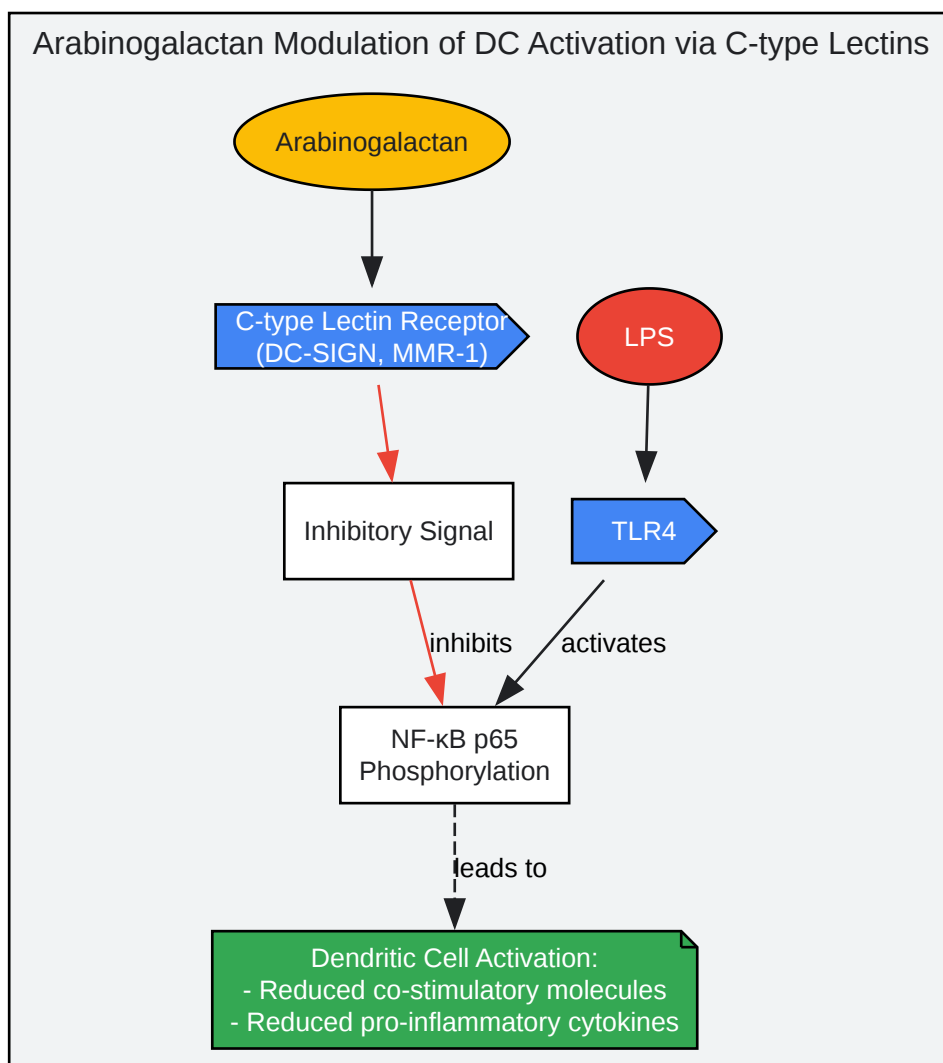 Arabinogalactan Modulation of DC Activation via C-type Lectins
Arabinogalactan
C-type Lectin Receptor
(DC-SIGN, MMR-1)
LPS
Inhibitory Signal
TLR4
inhibits
activates
NF-κB p65
Phosphorylation
leads to
Dendritic Cell Activation:
- Reduced co-stimulatory molecules
- Reduced pro-inflammatory cytokines